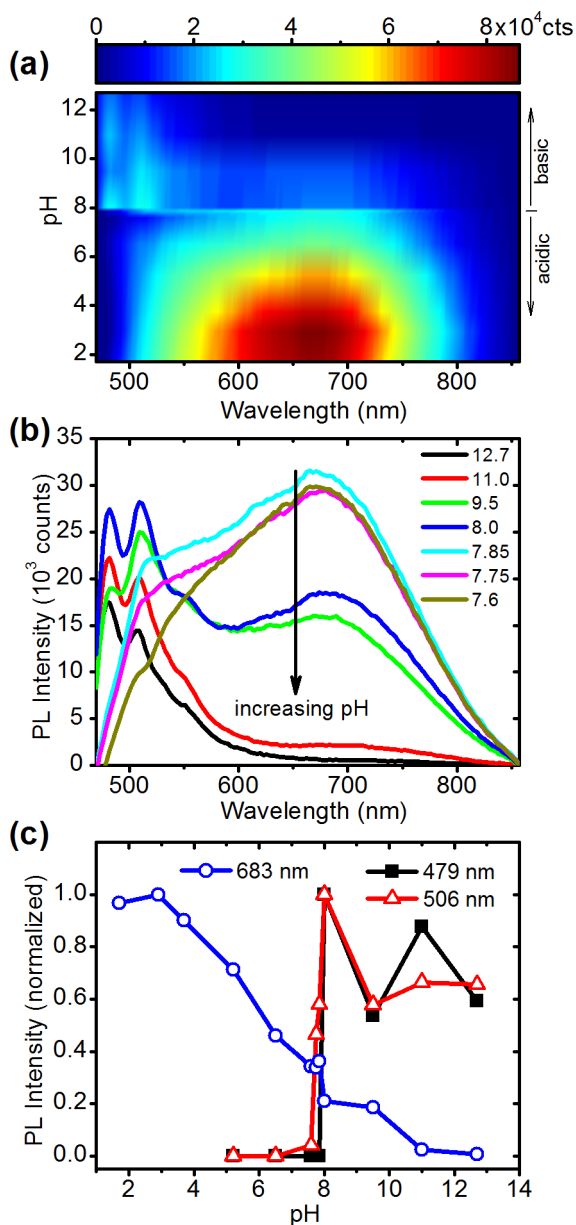 0 2 4 6 8x10⁴cts
(a)
12
10
8
6
4
2
pH
basic
acidic
500 600 700 800
Wavelength (nm)
(b)
35
30
25
20
15
10
5
0
PL Intensity (10³ counts)
12.7
11.0
9.5
8.0
7.85
7.75
7.6
increasing pH
500 600 700 800
Wavelength (nm)
(c)
683 nm 479 nm
506 nm
1.0
0.8
0.6
0.4
0.2
0.0
PL Intensity (normalized)
2 4 6 8 10 12 14
pH